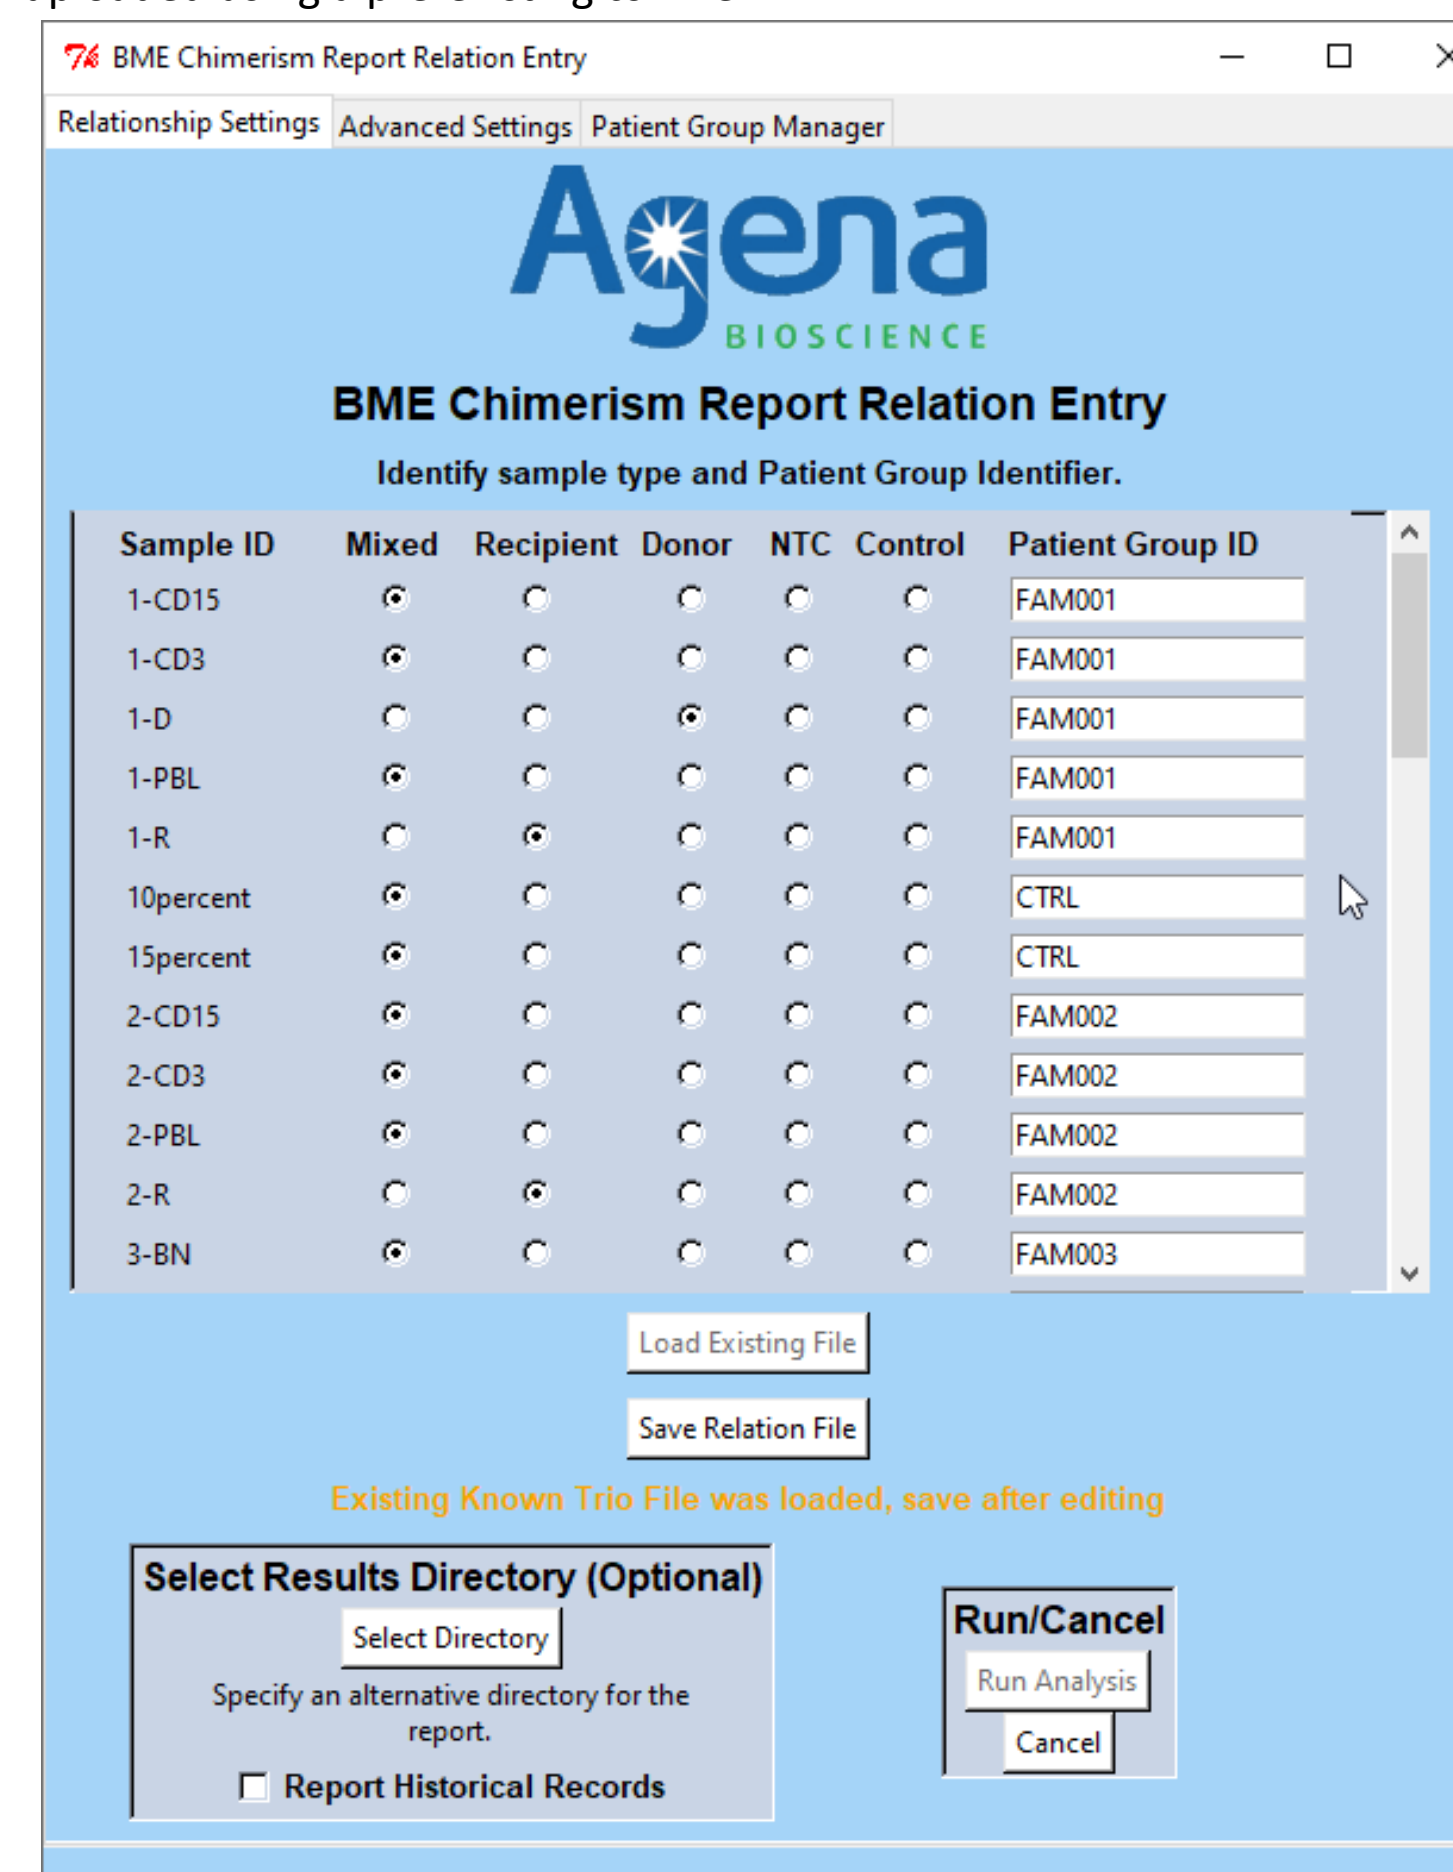 BME Chimerism Report Relation Entry
Relationship Settings Advanced Settings Patient Group Manager
Agena
BIOSCIENCE
BME Chimerism Report Relation Entry
Identify sample type and Patient Group Identifier.
Sample ID Mixed Recipient Donor NTC Control Patient Group ID
1-CD15 FAM001
1-CD3 FAM001
1-D FAM001
1-PBL FAM001
1-R FAM001
10percent CTRL
15percent CTRL
2-CD15 FAM002
2-CD3 FAM002
2-PBL FAM002
2-R FAM002
3-BN FAM003
Load Existing File
Save Relation File
Existing Known Trio File was loaded, save after editing
Select Results Directory (Optional)
Select Directory
Specify an alternative directory for the
report.
Report Historical Records
Run/Cancel
Run Analysis
Cancel